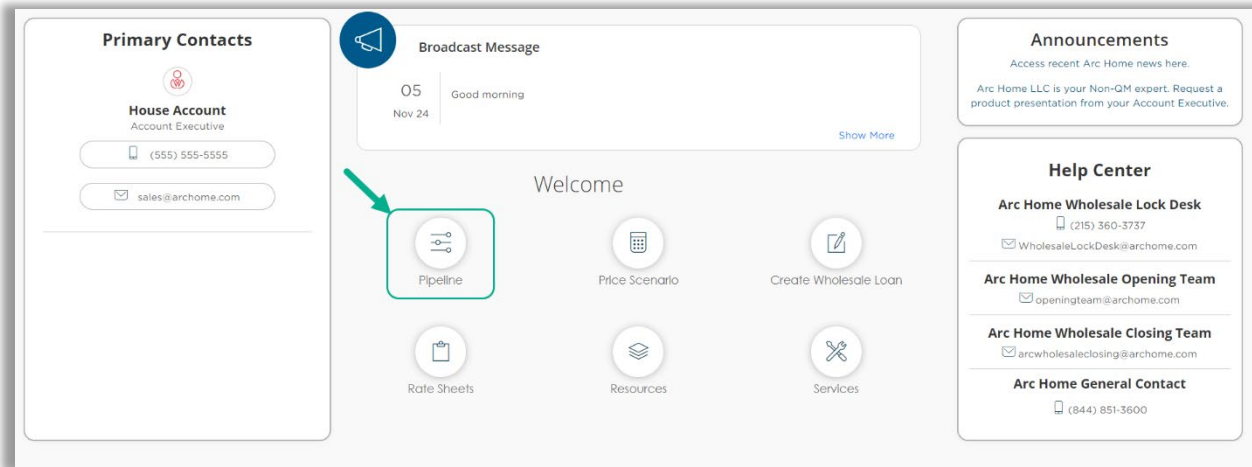 Primary Contacts
House Account
Account Executive
(555) 555-5555
sales@archome.com
Broadcast Message
05
Nov 24
Good morning
Show More
Welcome
Pipeline
Price Scenario
Create Wholesale Loan
Rate Sheets
Resources
Services
Announcements
Access recent Arc Home news here.
Arc Home LLC is your Non-QM expert. Request a
product presentation from your Account Executive.
Help Center
Arc Home Wholesale Lock Desk
(215) 360-3737
WholesaleLockDesk@archome.com
Arc Home Wholesale Opening Team
openingteam@archome.com
Arc Home Wholesale Closing Team
arcwholesaleclosing@archome.com
Arc Home General Contact
(844) 851-3600